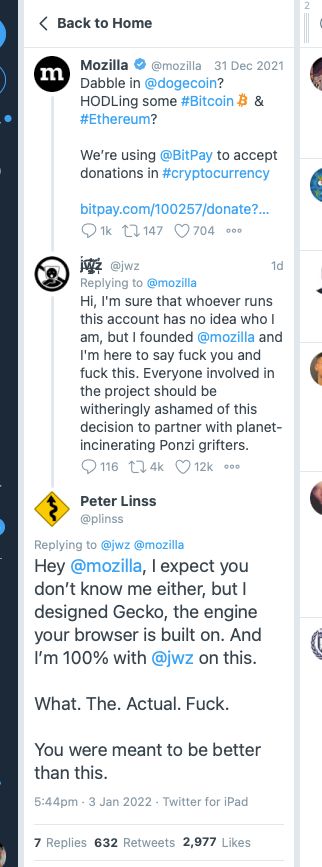 2
Back to Home
Mozilla @mozilla 31 Dec 2021
Dabble in @dogecoin?
HODLing some #Bitcoin &
#Ethereum?
We’re using @BitPay to accept
donations in #cryptocurrency
bitpay.com/100257/donate?...
1k 147 704
jwz @jwz 1d
Replying to @mozilla
Hi, I'm sure that whoever runs
this account has no idea who I
am, but I founded @mozilla and
I'm here to say fuck you and
fuck this. Everyone involved in
the project should be
witheringly ashamed of this
decision to partner with planet-
incinerating Ponzi grifters.
116 4k 12k
Peter Linss
@plinss
Replying to @jwz @mozilla
Hey @mozilla, I expect you
don’t know me either, but I
designed Gecko, the engine
your browser is built on. And
I’m 100% with @jwz on this.
What. The. Actual. Fuck.
You were meant to be better
than this.
5:44pm · 3 Jan 2022 · Twitter for iPad
7 Replies 632 Retweets 2,977 Likes